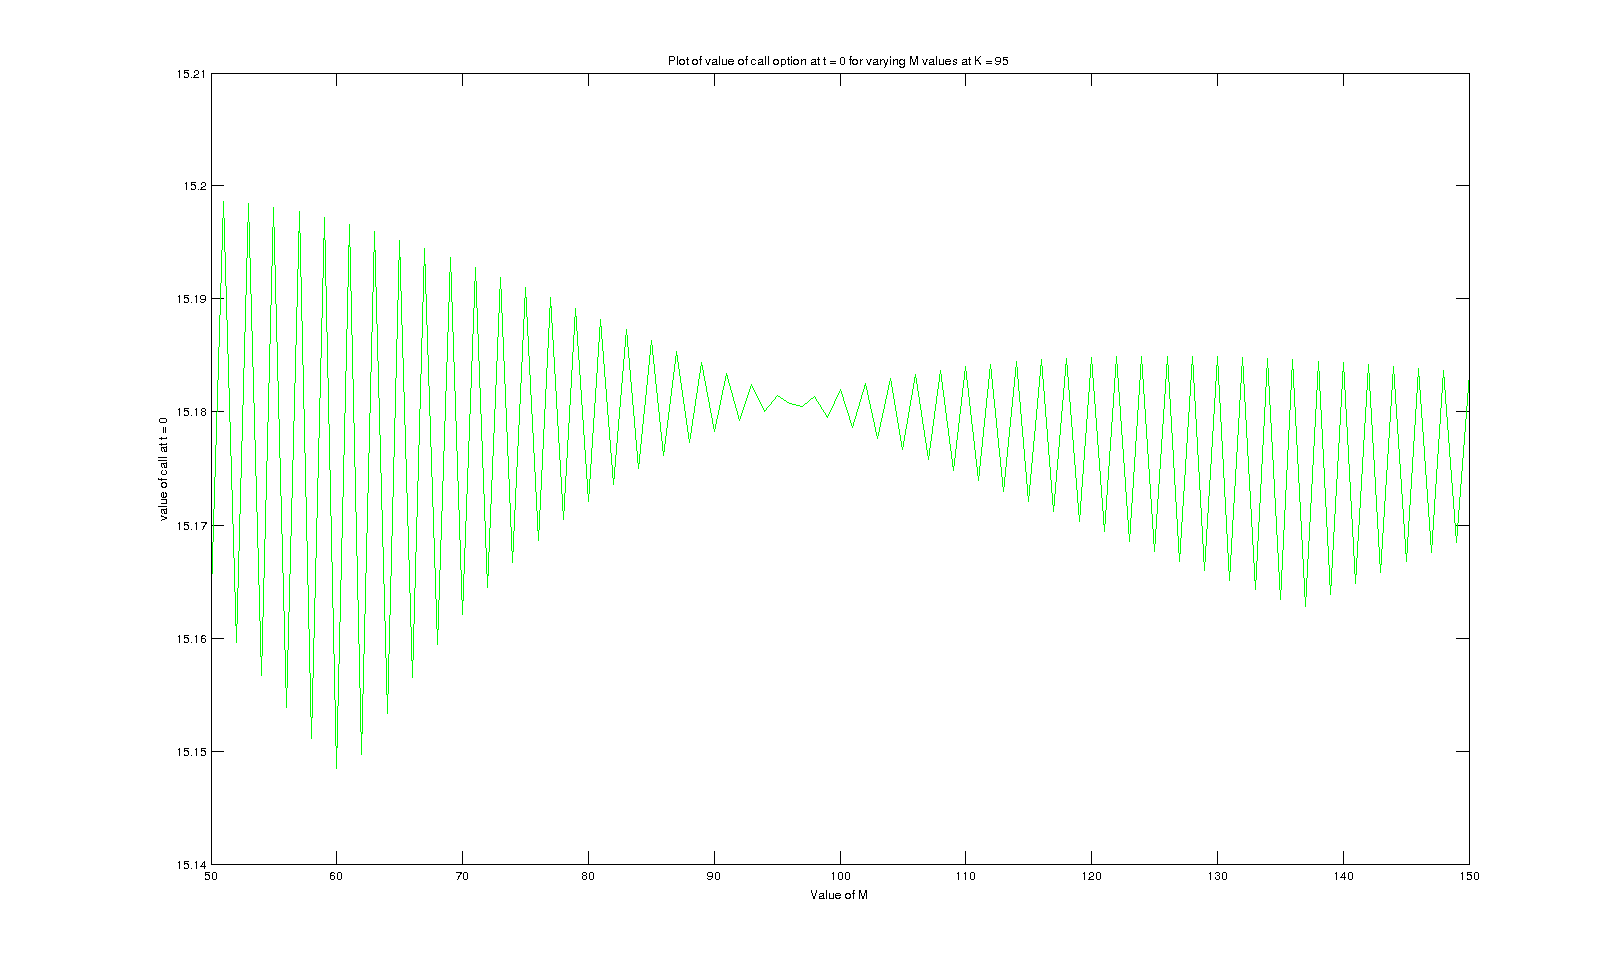 Plot of value of call option at t = 0 for varying M values at K = 95
15.21
15.2
15.19
15.18
15.17
15.16
15.15
15.14
value of call at t = 0
50 60 70 80 90 100 110 120 130 140 150
Value of M